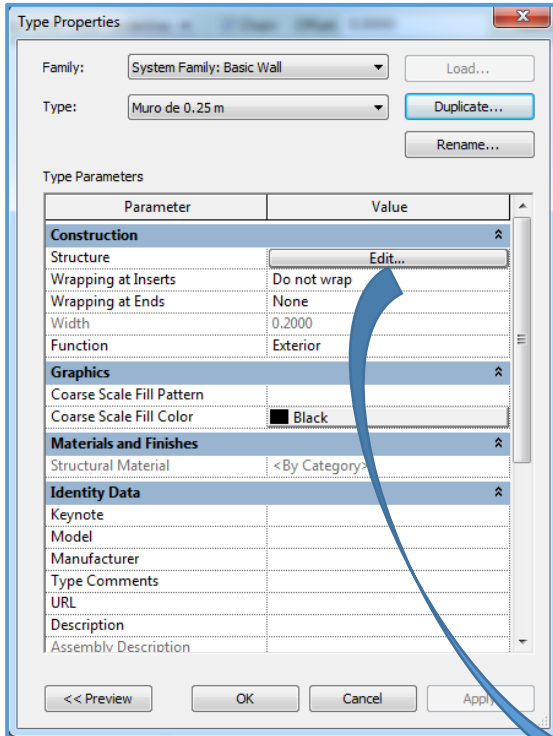 Type Properties
Family: System Family: Basic Wall Load...
Type: Muro de 0.25 m Duplicate...
Rename...
Type Parameters
Parameter Value
Construction
Structure Edit...
Wrapping at Inserts Do not wrap
Wrapping at Ends None
Width 0.2000
Function Exterior
Graphics
Coarse Scale Fill Pattern
Coarse Scale Fill Color Black
Materials and Finishes
Structural Material <By Category>
Identity Data
Keynote
Model
Manufacturer
Type Comments
URL
Description
Assembly Description
<< Preview OK Cancel Apply